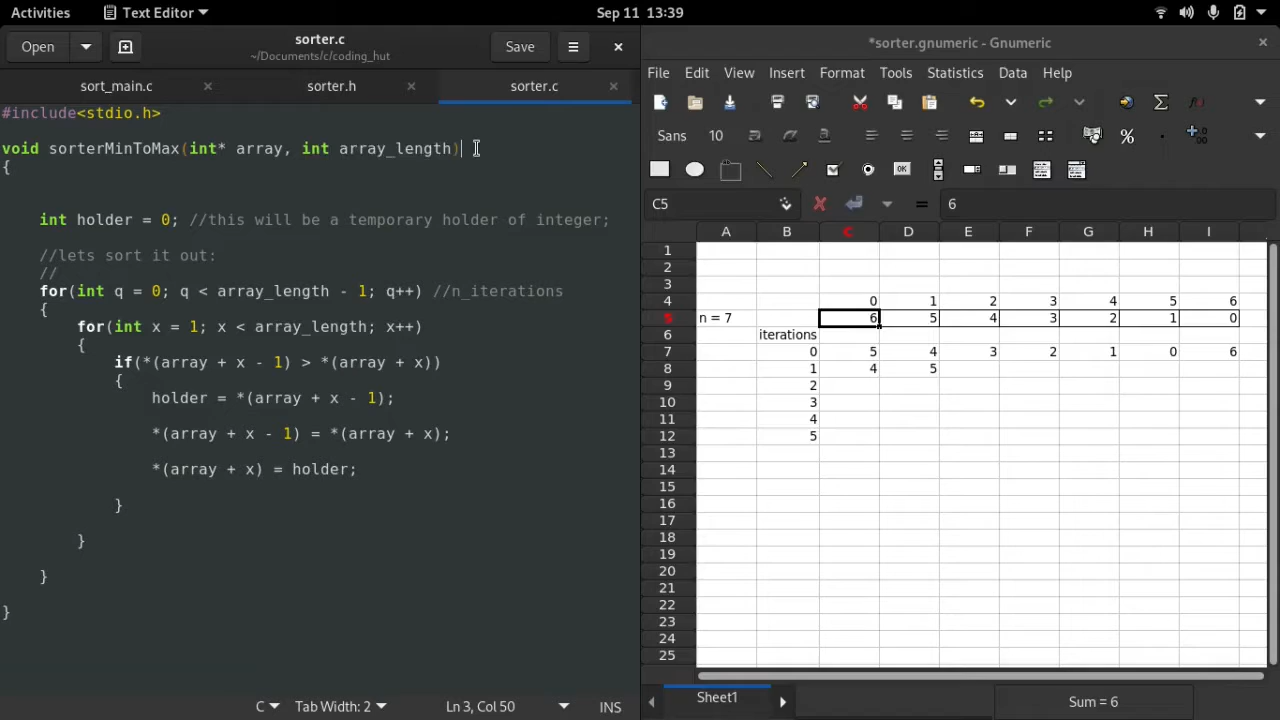 Activities Text Editor Sep 11 13:39
Open sorter.c Save
~/Documents/c/coding_hut
sort_main.c sorter.h sorter.c
#include<stdio.h>
void sorterMinToMax(int* array, int array_length)
{
int holder = 0; //this will be a temporary holder of integer;
//lets sort it out:
//
for(int q = 0; q < array_length - 1; q++) //n_iterations
{
for(int x = 1; x < array_length; x++)
{
if(*(array + x - 1) > *(array + x))
{
holder = *(array + x - 1);
*(array + x - 1) = *(array + x);
*(array + x) = holder;
}
}
}
}
C Tab Width: 2 Ln 3, Col 50 INS
*sorter.gnumeric - Gnumeric
File Edit View Insert Format Tools Statistics Data Help
Sans 10
C5 = 6
A B C D E F G H I
1
2
3
4 0 1 2 3 4 5 6
5 n = 7 6 5 4 3 2 1 0
6 iterations
7 0 5 4 3 2 1 0 6
8 1 4 5
9 2
10 3
11 4
12 5
13
14
15
16
17
18
19
20
21
22
23
24
25
Sheet1 Sum = 6